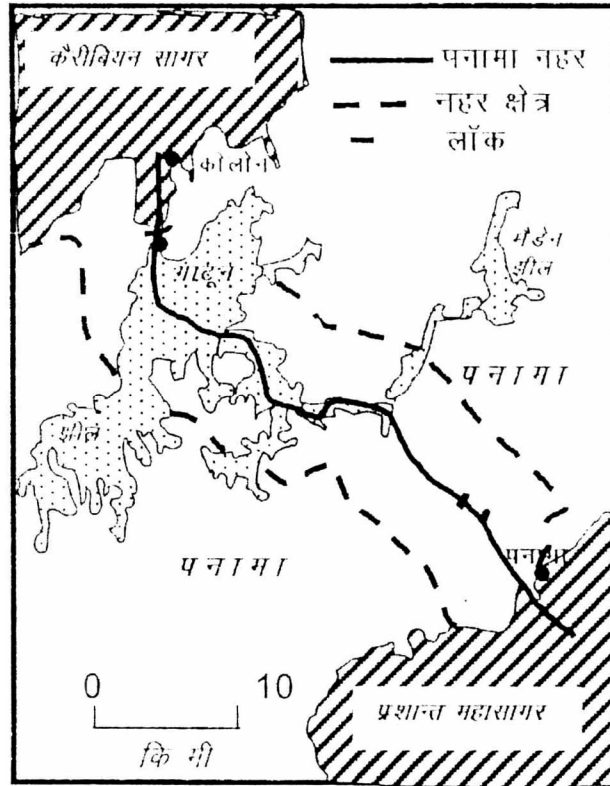 कैरीबियन सागर
पनामा नहर
नहर क्षेत्र
लॉक
कोलोन
गाटून
मैडेन
झील
पनामा
झील
पनामा
पनामा
0 10
कि मी
प्रशान्त महासागर